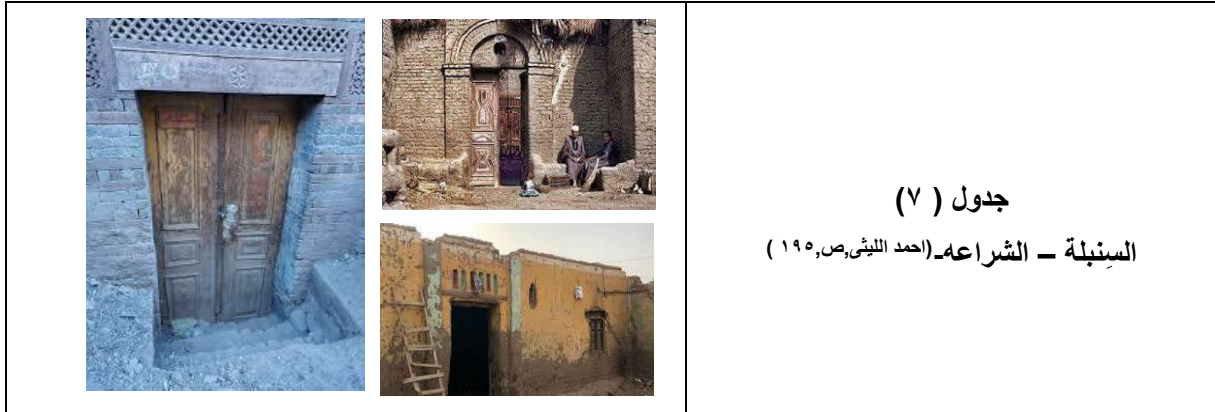 جدول ( ٧)
السِنبلة – الشراعه-(احمد الليثى,ص,١٩٥ )